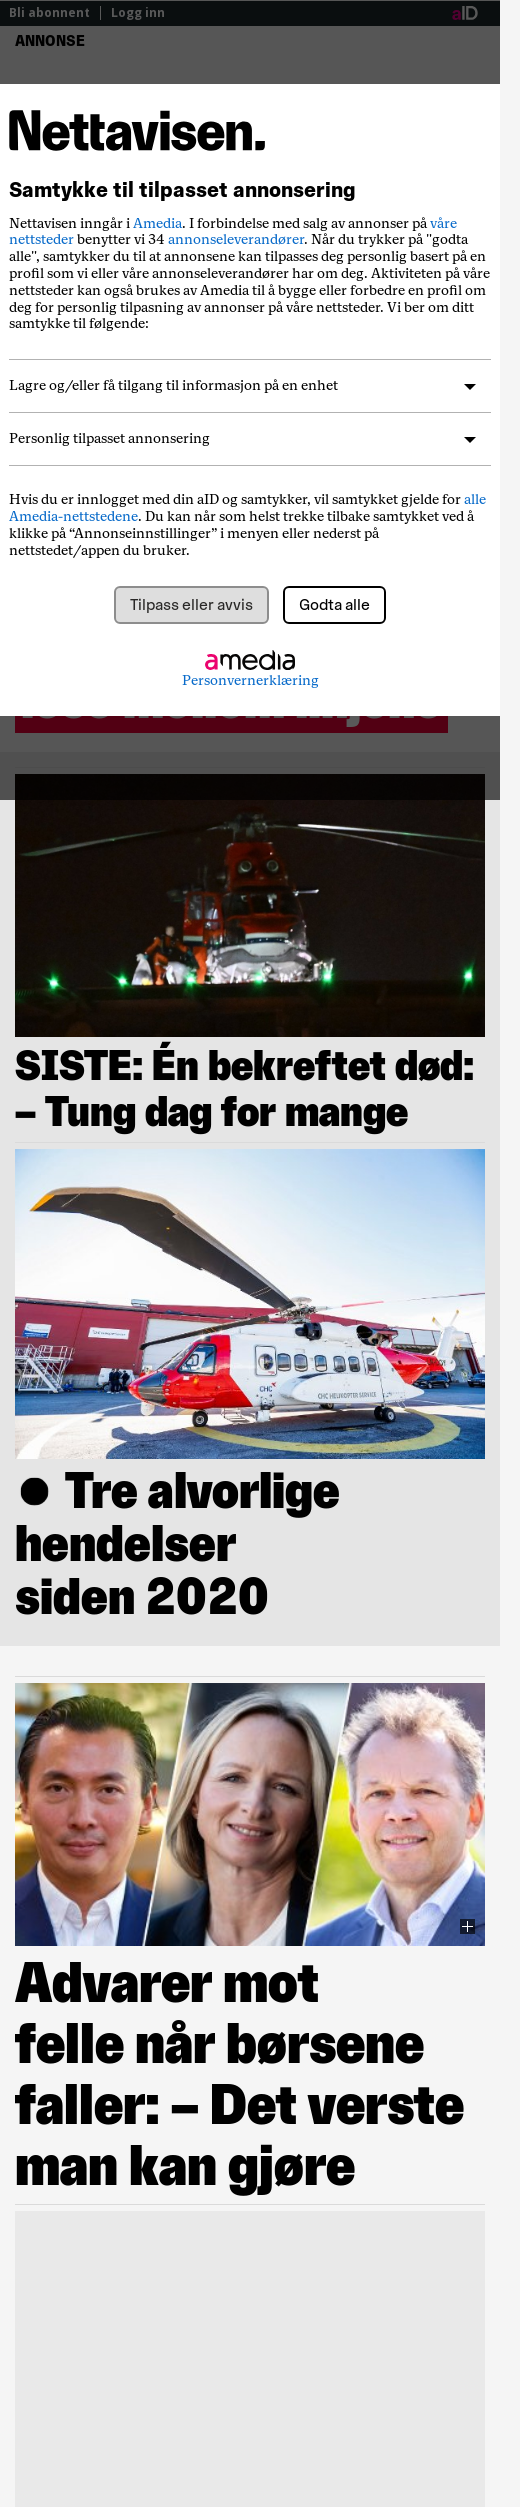 Bli abonnent | Logg inn aID
ANNONSE
Nettavisen.
Samtykke til tilpasset annonsering
Nettavisen inngår i Amedia. I forbindelse med salg av annonser på våre
nettsteder benytter vi 34 annonseleverandører. Når du trykker på "godta
alle", samtykker du til at annonsene kan tilpasses deg personlig basert på en
profil som vi eller våre annonseleverandører har om deg. Aktiviteten på våre
nettsteder kan også brukes av Amedia til å bygge eller forbedre en profil om
deg for personlig tilpasning av annonser på våre nettsteder. Vi ber om ditt
samtykke til følgende:
Lagre og/eller få tilgang til informasjon på en enhet
Personlig tilpasset annonsering
Hvis du er innlogget med din aID og samtykker, vil samtykket gjelde for alle
Amedia-nettstedene. Du kan når som helst trekke tilbake samtykket ved å
klikke på “Annonseinnstillinger” i menyen eller nederst på
nettstedet/appen du bruker.
Tilpass eller avvis Godta alle
amedia
Personvernerklæring
SISTE: Én bekreftet død:
– Tung dag for mange
CHC CHC HELIKOPTER SERVICE
● Tre alvorlige
hendelser
siden 2020
Advarer mot
felle når børsene
faller: – Det verste
man kan gjøre